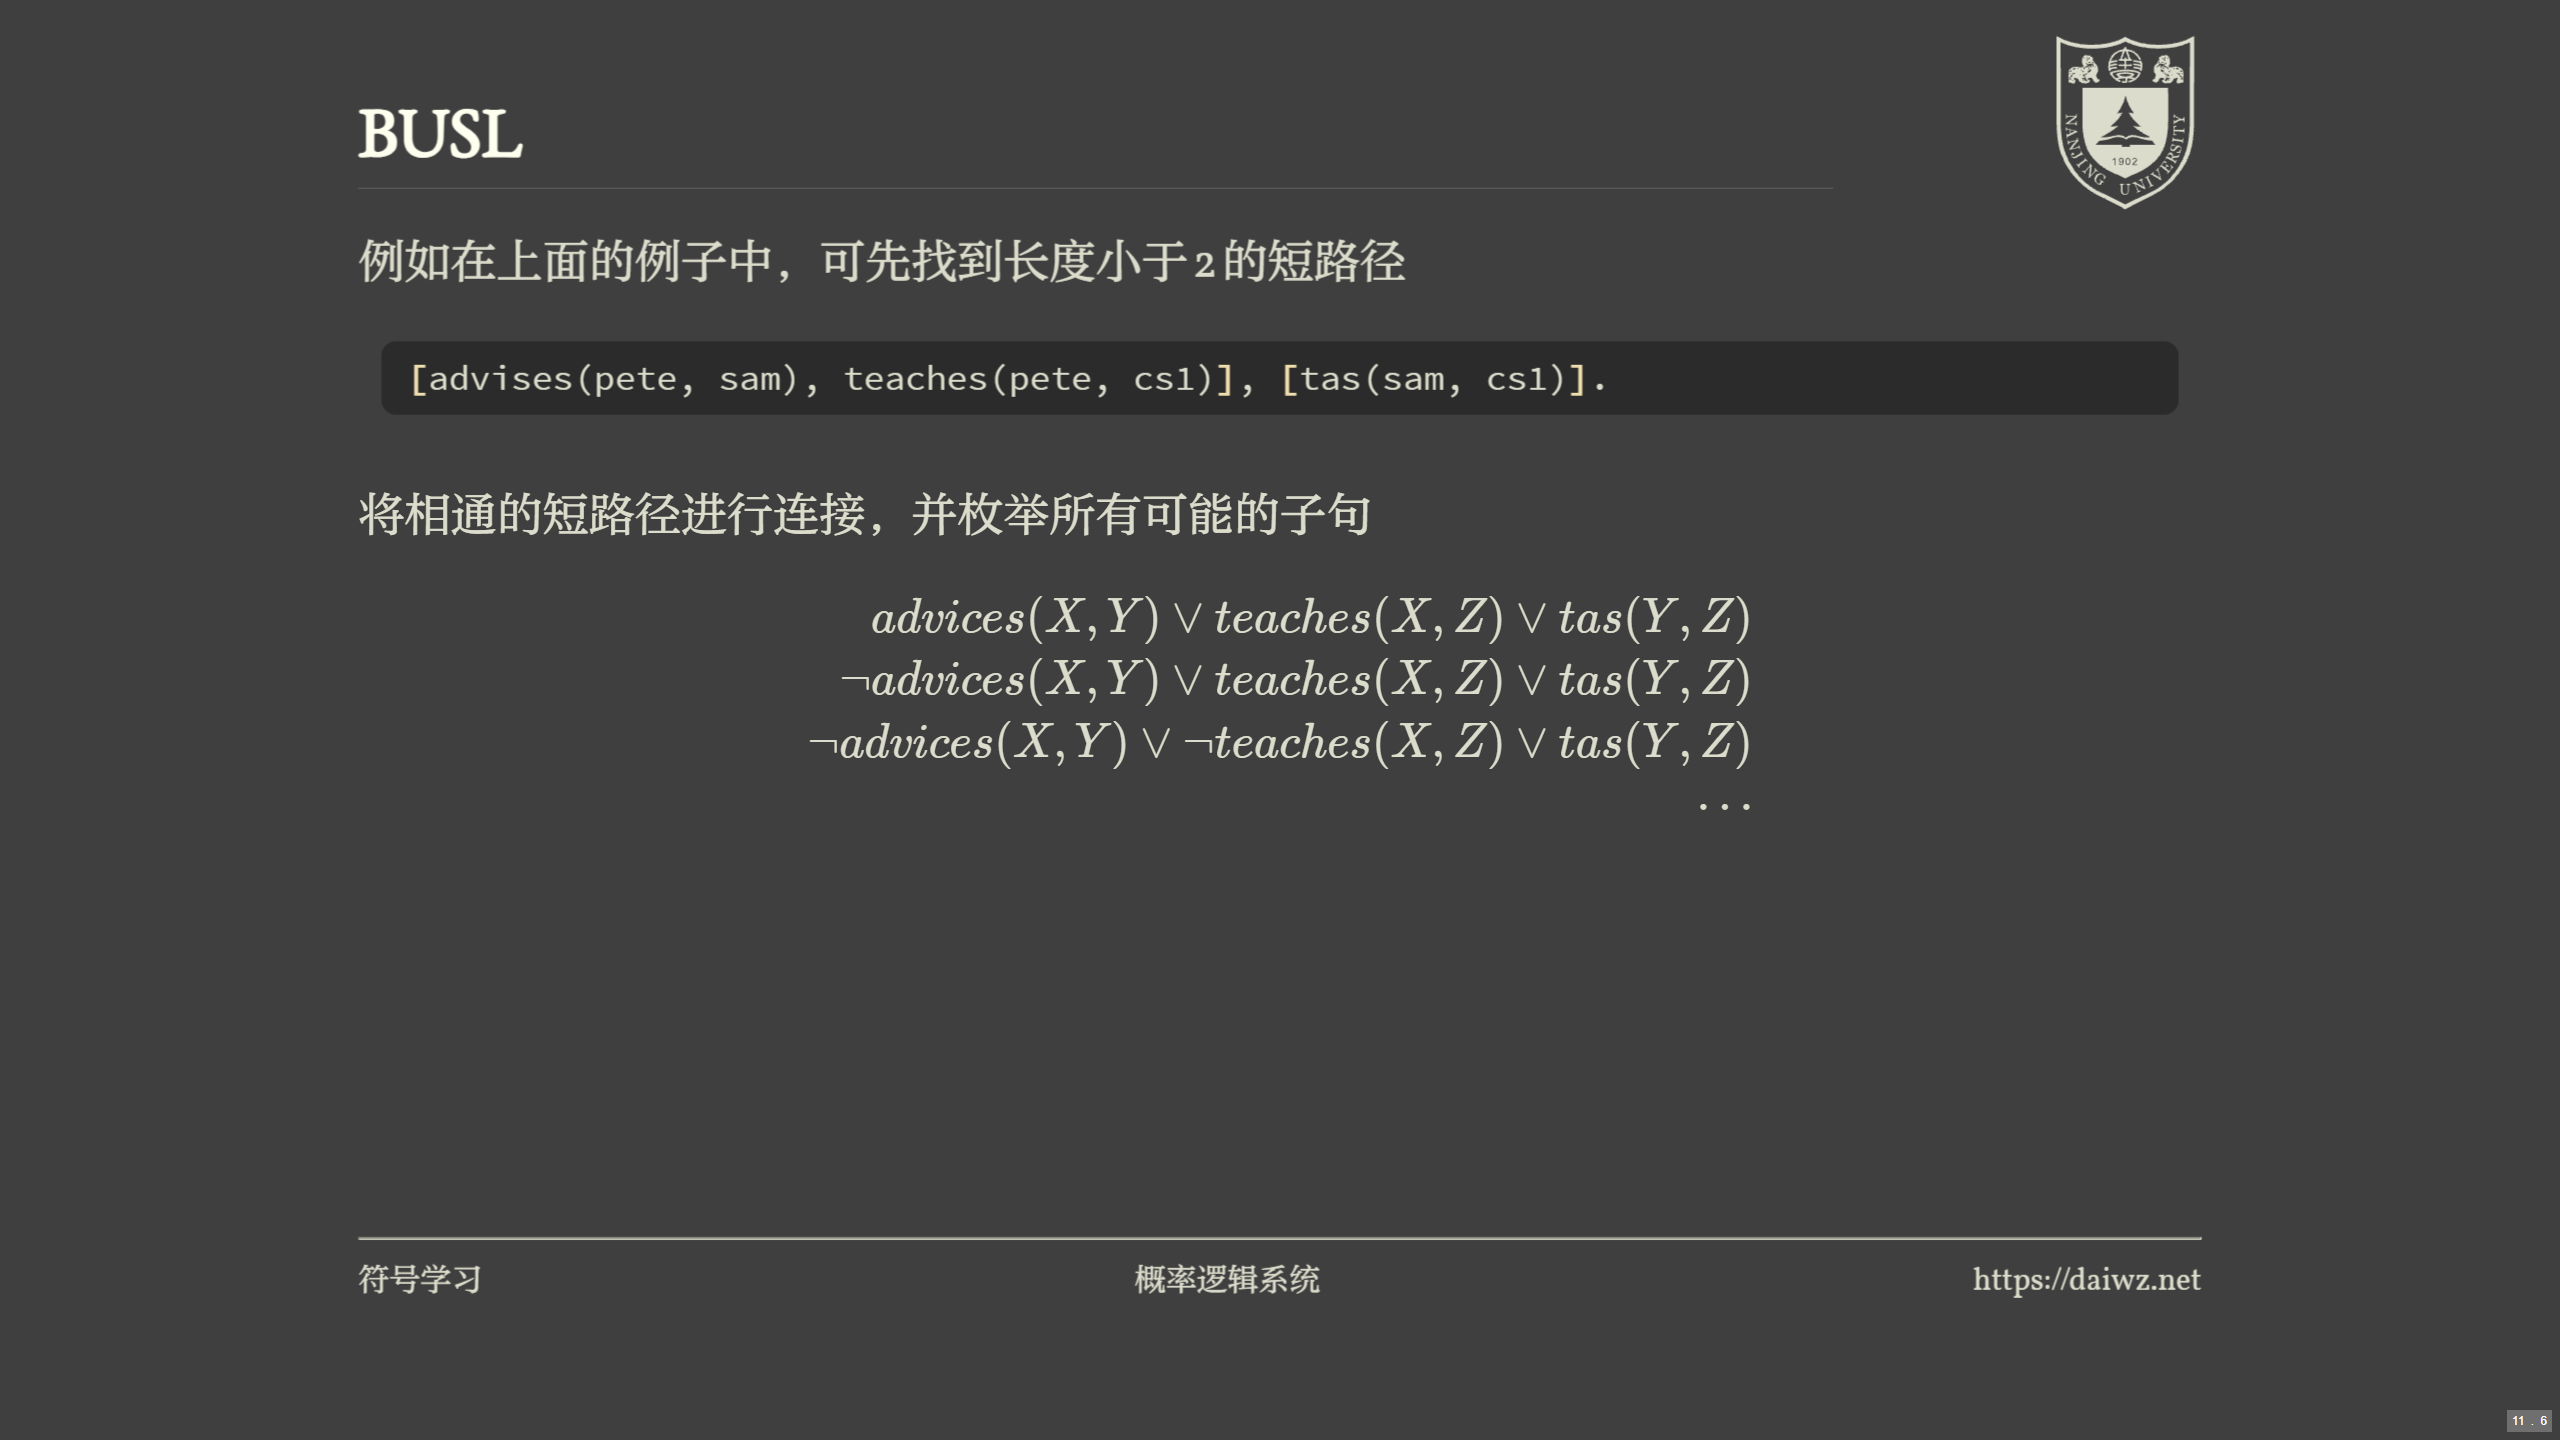 BUSL
NANJING UNIVERSITY
1902
例如在上面的例子中，可先找到长度小于 2 的短路径
[advises(pete, sam), teaches(pete, cs1)], [tas(sam, cs1)].
将相通的短路径进行连接，并枚举所有可能的子句
advices(X, Y) ∨ teaches(X, Z) ∨ tas(Y, Z)
¬advices(X, Y) ∨ teaches(X, Z) ∨ tas(Y, Z)
¬advices(X, Y) ∨ ¬teaches(X, Z) ∨ tas(Y, Z)
…
符号学习 概率逻辑系统 https://daiwz.net
11 . 6